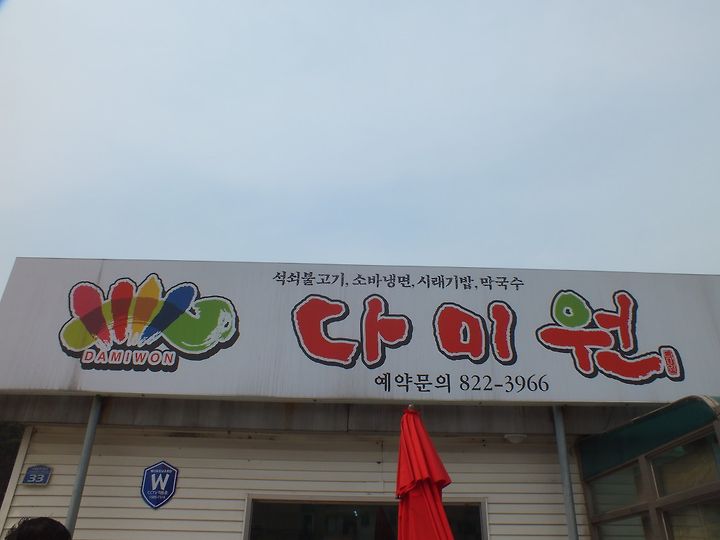 석쇠불고기, 소바냉면, 시래기밥, 막국수
다미원
DAMIWON
예약문의 822-3966
33
WINGUARD
W